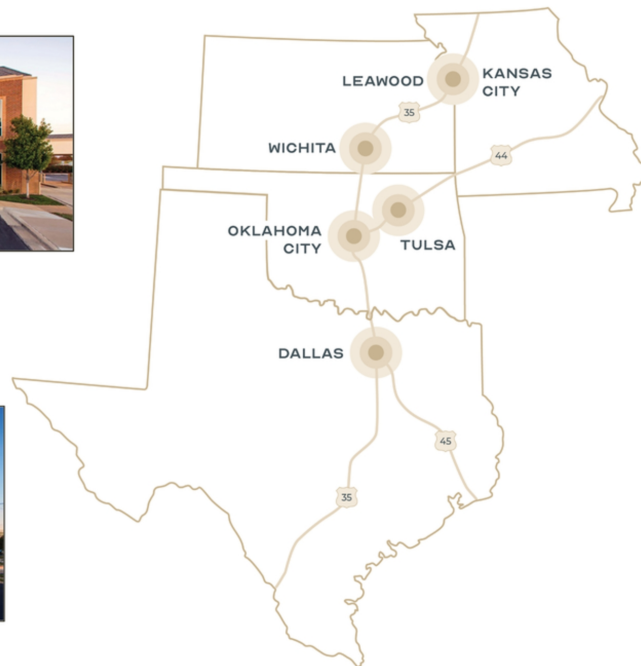 LEAWOOD
KANSAS
CITY
35
WICHITA
44
OKLAHOMA
CITY
TULSA
DALLAS
45
35